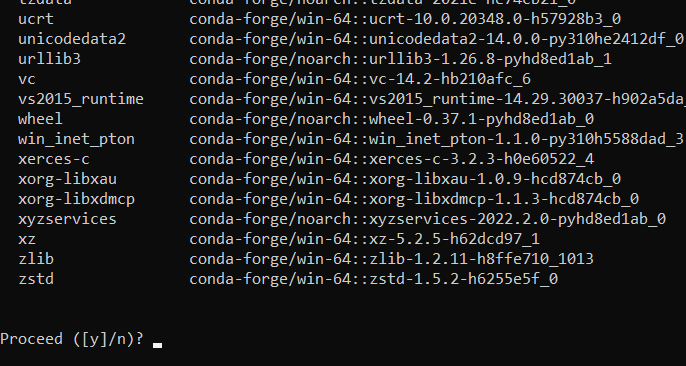 ucrt conda-forge/win-64::ucrt-10.0.20348.0-h57928b3_0
unicodedata2 conda-forge/win-64::unicodedata2-14.0.0-py310he2412df_0
urllib3 conda-forge/noarch::urllib3-1.26.8-pyhd8ed1ab_1
vc conda-forge/win-64::vc-14.2-hb210afc_6
vs2015_runtime conda-forge/win-64::vs2015_runtime-14.29.30037-h902a5da_
wheel conda-forge/noarch::wheel-0.37.1-pyhd8ed1ab_0
win_inet_pton conda-forge/win-64::win_inet_pton-1.1.0-py310h5588dad_3
xerces-c conda-forge/win-64::xerces-c-3.2.3-h0e60522_4
xorg-libxau conda-forge/win-64::xorg-libxau-1.0.9-hcd874cb_0
xorg-libxdmcp conda-forge/win-64::xorg-libxdmcp-1.1.3-hcd874cb_0
xyzservices conda-forge/noarch::xyzservices-2022.2.0-pyhd8ed1ab_0
xz conda-forge/win-64::xz-5.2.5-h62dcd97_1
zlib conda-forge/win-64::zlib-1.2.11-h8ffe710_1013
zstd conda-forge/win-64::zstd-1.5.2-h6255e5f_0
Proceed ([y]/n)?